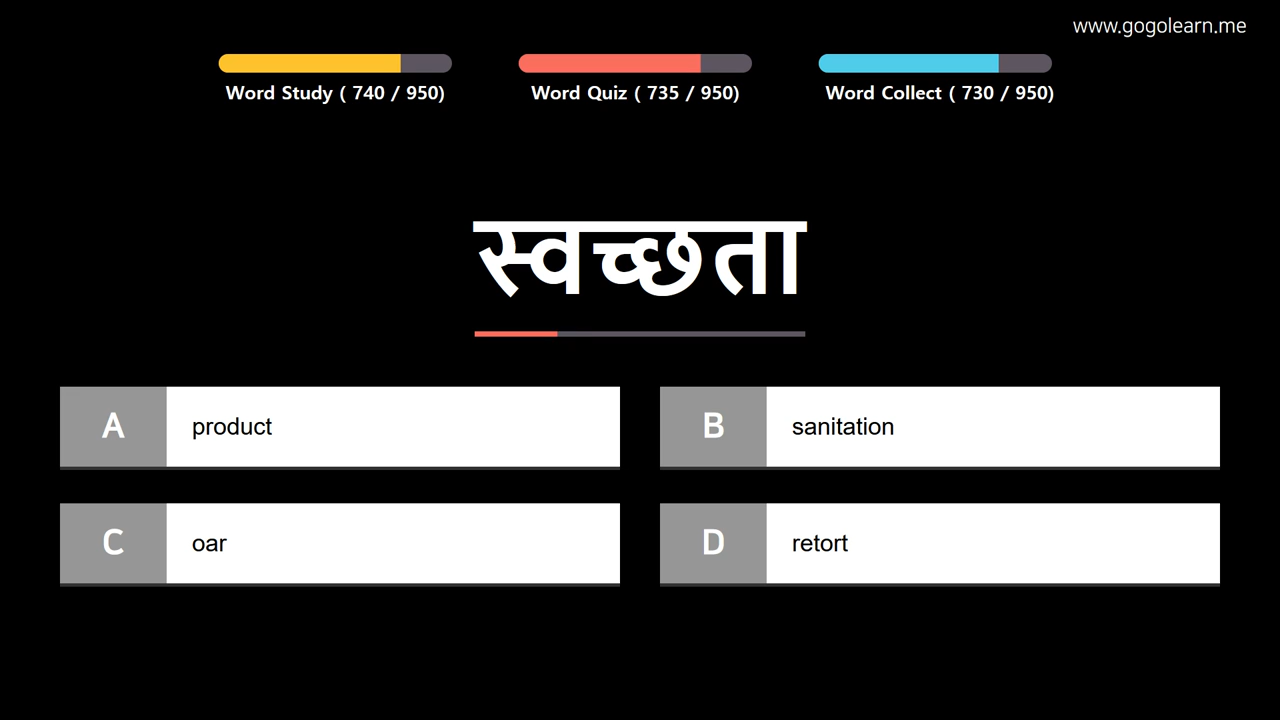 www.gogolearn.me
Word Study ( 740 / 950)
Word Quiz ( 735 / 950)
Word Collect ( 730 / 950)
स्वच्छता
A product
B sanitation
C oar
D retort